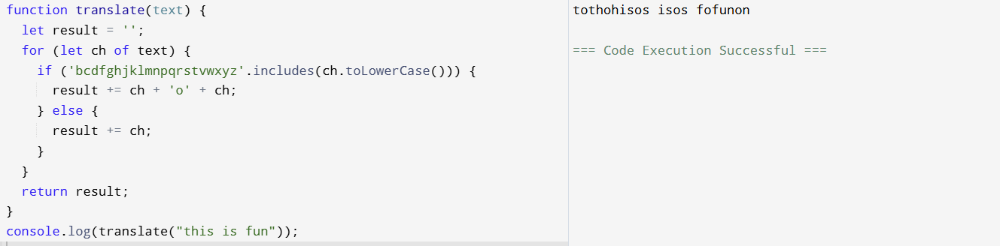 function translate(text) {
  let result = '';
  for (let ch of text) {
    if ('bcdfghjklmnpqrstvwxyz'.includes(ch.toLowerCase())) {
      result += ch + 'o' + ch;
    } else {
      result += ch;
    }
  }
  return result;
}
console.log(translate("this is fun"));
tothohisos isos fofunon
=== Code Execution Successful ===